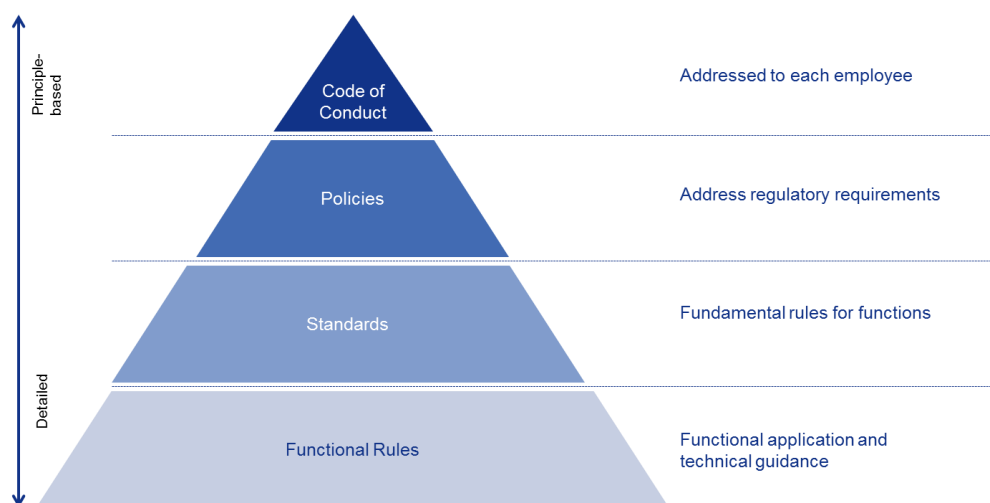 Principle-
based
Code of
Conduct
Addressed to each employee
Policies
Address regulatory requirements
Standards
Fundamental rules for functions
Detailed
Functional Rules
Functional application and
technical guidance